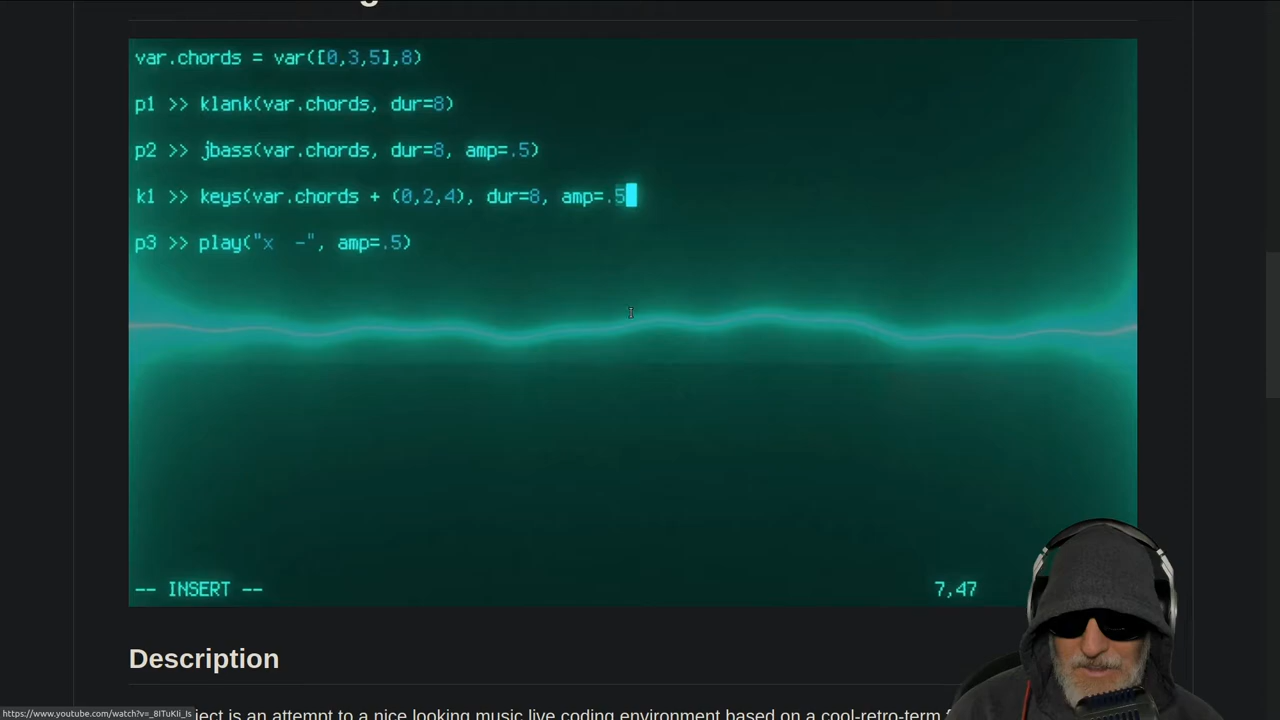 var.chords = var([0,3,5],8)
p1 >> klank(var.chords, dur=8)
p2 >> jbass(var.chords, dur=8, amp=.5)
k1 >> keys(var.chords + (0,2,4), dur=8, amp=.5
p3 >> play("x  -", amp=.5)
-- INSERT --
7,47
Description
ject is an attempt to a nice looking music live coding environment based on a cool-retro-term
https://www.youtube.com/watch?v=_8ITuKIi_Is